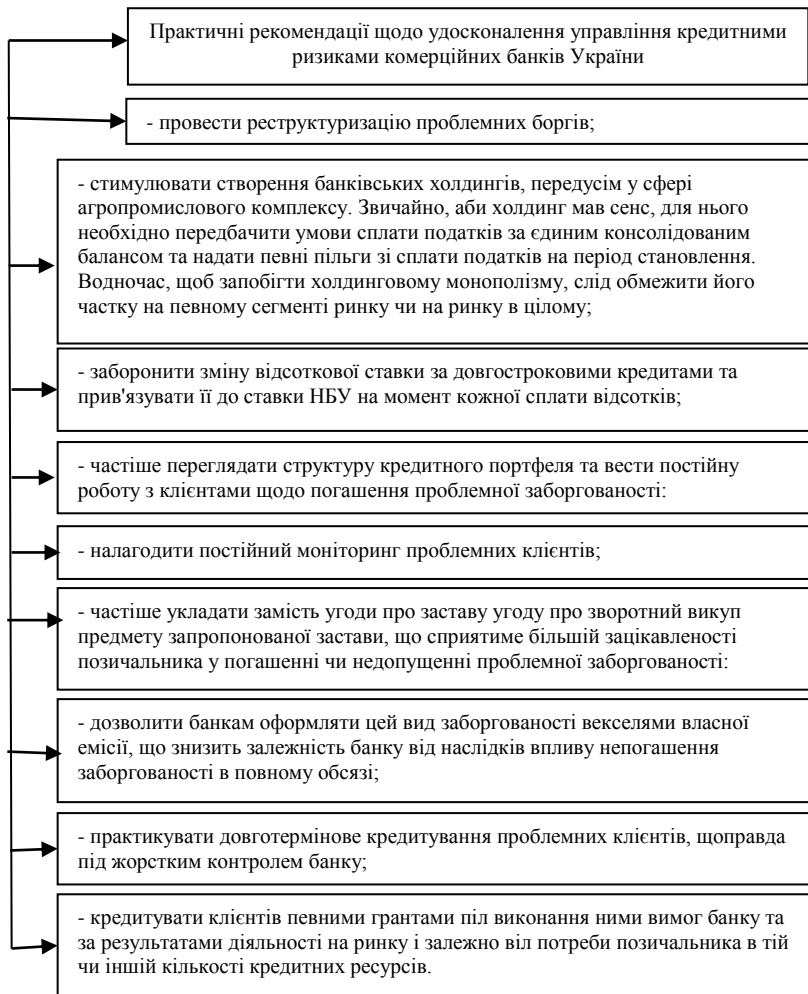 Практичні рекомендації щодо удосконалення управління кредитними
ризиками комерційних банків України
- провести реструктуризацію проблемних боргів;
- стимулювати створення банківських холдингів, передусім у сфері
агропромислового комплексу. Звичайно, аби холдинг мав сенс, для нього
необхідно передбачити умови сплати податків за єдиним консолідованим
балансом та надати певні пільги зі сплати податків на період становлення.
Водночас, щоб запобігти холдинговому монополізму, слід обмежити його
частку на певному сегменті ринку чи на ринку в цілому;
- заборонити зміну відсоткової ставки за довгостроковими кредитами та
прив'язувати її до ставки НБУ на момент кожної сплати відсотків;
- частіше переглядати структуру кредитного портфеля та вести постійну
роботу з клієнтами щодо погашення проблемної заборгованості:
- налагодити постійний моніторинг проблемних клієнтів;
- частіше укладати замість угоди про заставу угоду про зворотний викуп
предмету запропонованої застави, що сприятиме більшій зацікавленості
позичальника у погашенні чи недопущенні проблемної заборгованості:
- дозволити банкам оформляти цей вид заборгованості векселями власної
емісії, що знизить залежність банку від наслідків впливу непогашення
заборгованості в повному обсязі;
- практикувати довготермінове кредитування проблемних клієнтів, щоправда
під жорстким контролем банку;
- кредитувати клієнтів певними грантами піл виконання ними вимог банку та
за результатами діяльності на ринку і залежно віл потреби позичальника в тій
чи іншій кількості кредитних ресурсів.